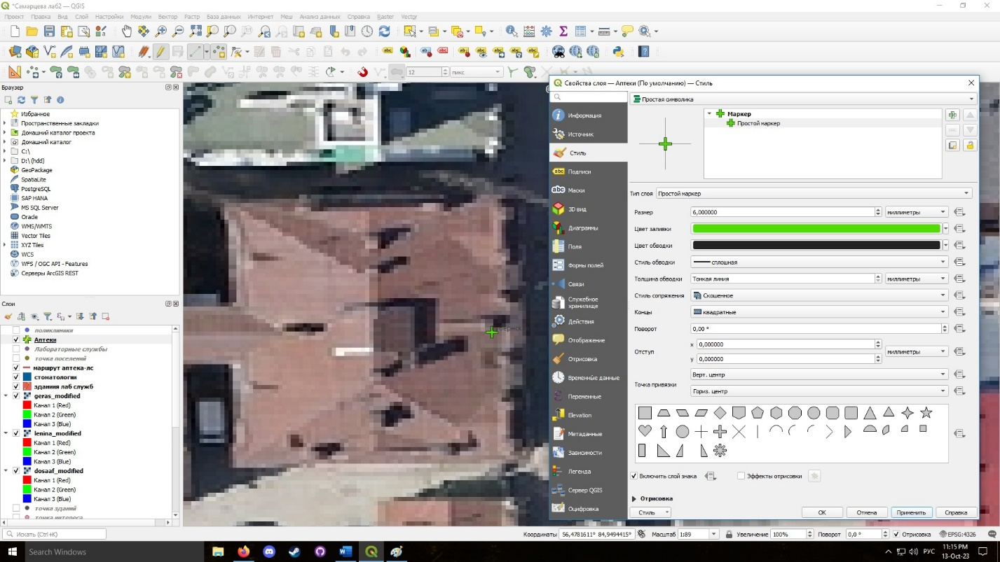 *Самарцева лаб2 — QGIS
Проект Правка Вид Слой Настройки Модули Вектор Растр База данных Интернет Меш Анализ данных Справка Raster Vectgr
12 пикс
Браузер
Избранное
Пространственные закладки
Домашний каталог проекта
Домашний каталог
C:\
D:\ (hdd)
GeoPackage
SpatiaLite
PostgreSQL
SAP HANA
MS SQL Server
Oracle
WMS/WMTS
Vector Tiles
XYZ Tiles
WCS
WFS / OGC API - Features
Серверы ArcGIS REST
Слои
поликлиники
Аптеки
Лабораторные службы
точка поселений
маршрут аптека-лс
стоматологии
здания лаб служб
geras_modified
Канал 1 (Red)
Канал 2 (Green)
Канал 3 (Blue)
lenina_modified
Канал 1 (Red)
Канал 2 (Green)
Канал 3 (Blue)
dosaaf_modified
Канал 1 (Red)
Канал 2 (Green)
Канал 3 (Blue)
точка зданий
точка интереса
Свойства слоя — Аптеки (По умолчанию) — Стиль
Информация
Источник
Стиль
Подписи
Маски
3D вид
Диаграммы
Поля
Формы полей
Связи
Служебное
хранилище
Действия
Отображение
Отрисовка
Временные данные
Переменные
Elevation
Метаданные
Зависимости
Легенда
Сервер QGIS
Оцифровка
Простая символика
Маркер
Простой маркер
Тип слоя Простой маркер
Размер 6,000000 миллиметры
Цвет заливки
Цвет обводки
Стиль обводки сплошная
Толщина обводки Тонкая линия миллиметры
Стиль сопряжения Скошенное
Концы квадратные
Поворот 0,00 °
Отступ x 0,000000 миллиметры
y 0,000000
Точка привязки Верт. центр
Гориз. центр
Включить слой знака Эффекты отрисовки
Отрисовка
Стиль OK Отмена Применить Справка
Искать (Ctrl+K) Координаты 56,4781611° 84,9494415° Масштаб 1:89 Увеличение 100% Поворот 0,0 ° Отрисовка EPSG:4326
Search Windows
РУС
11:15 PM
13-Oct-23